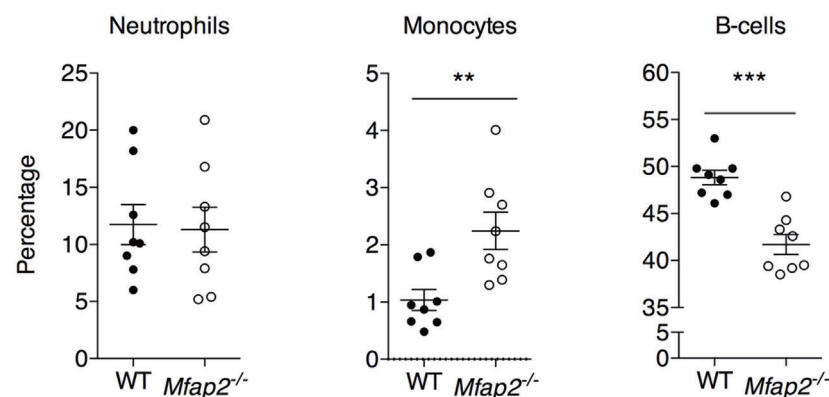 Neutrophils
Percentage
25
20
15
10
5
0
WT
Mfap2-/-
Monocytes
**
5
4
3
2
1
0
WT
Mfap2-/-
B-cells
***
60
55
50
45
40
35
5
0
WT
Mfap2-/-